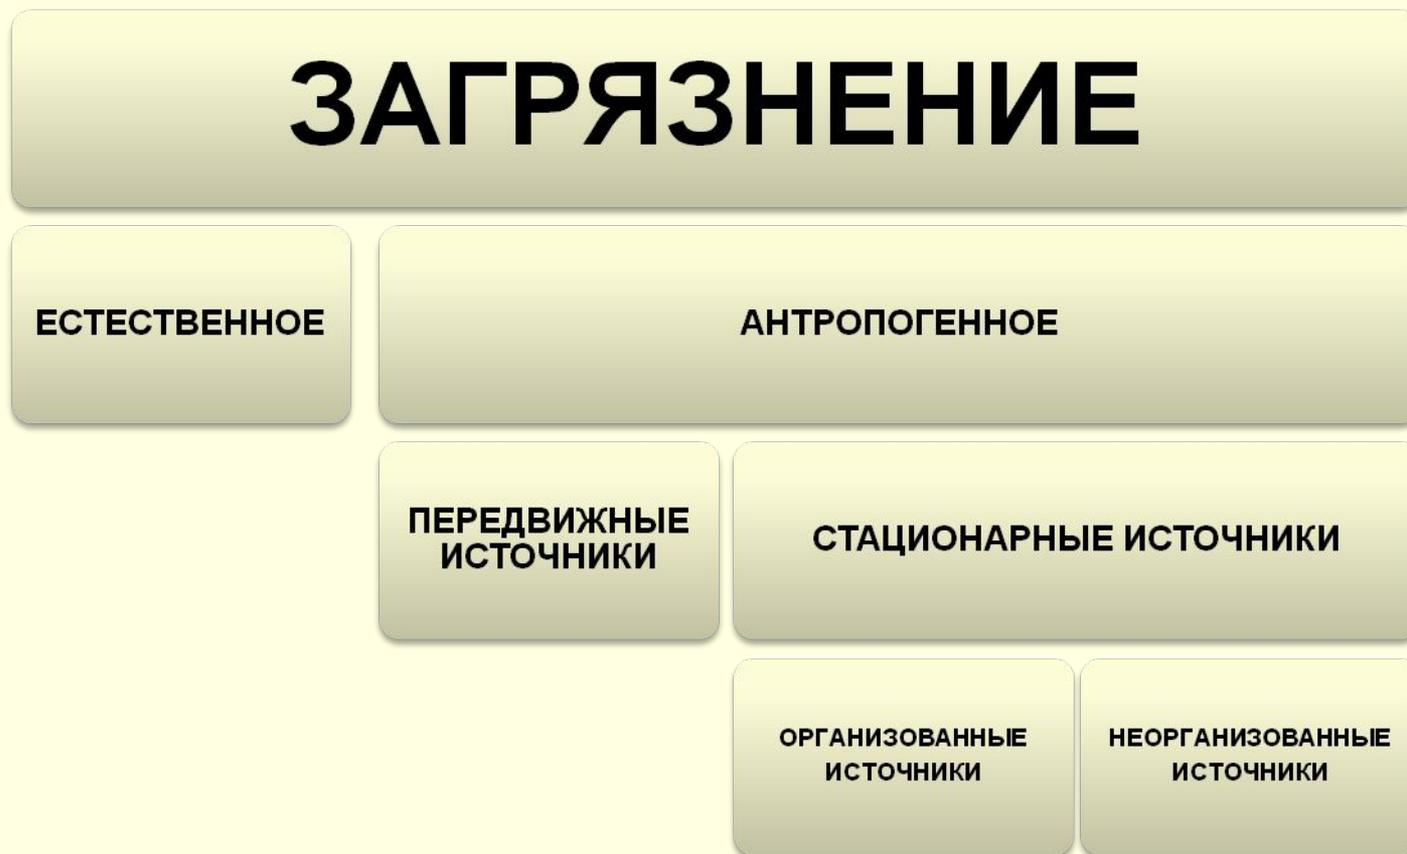 ЗАГРЯЗНЕНИЕ
ЕСТЕСТВЕННОЕ
АНТРОПОГЕННОЕ
ПЕРЕДВИЖНЫЕ
ИСТОЧНИКИ
СТАЦИОНАРНЫЕ ИСТОЧНИКИ
ОРГАНИЗОВАННЫЕ
ИСТОЧНИКИ
НЕОРГАНИЗОВАННЫЕ
ИСТОЧНИКИ